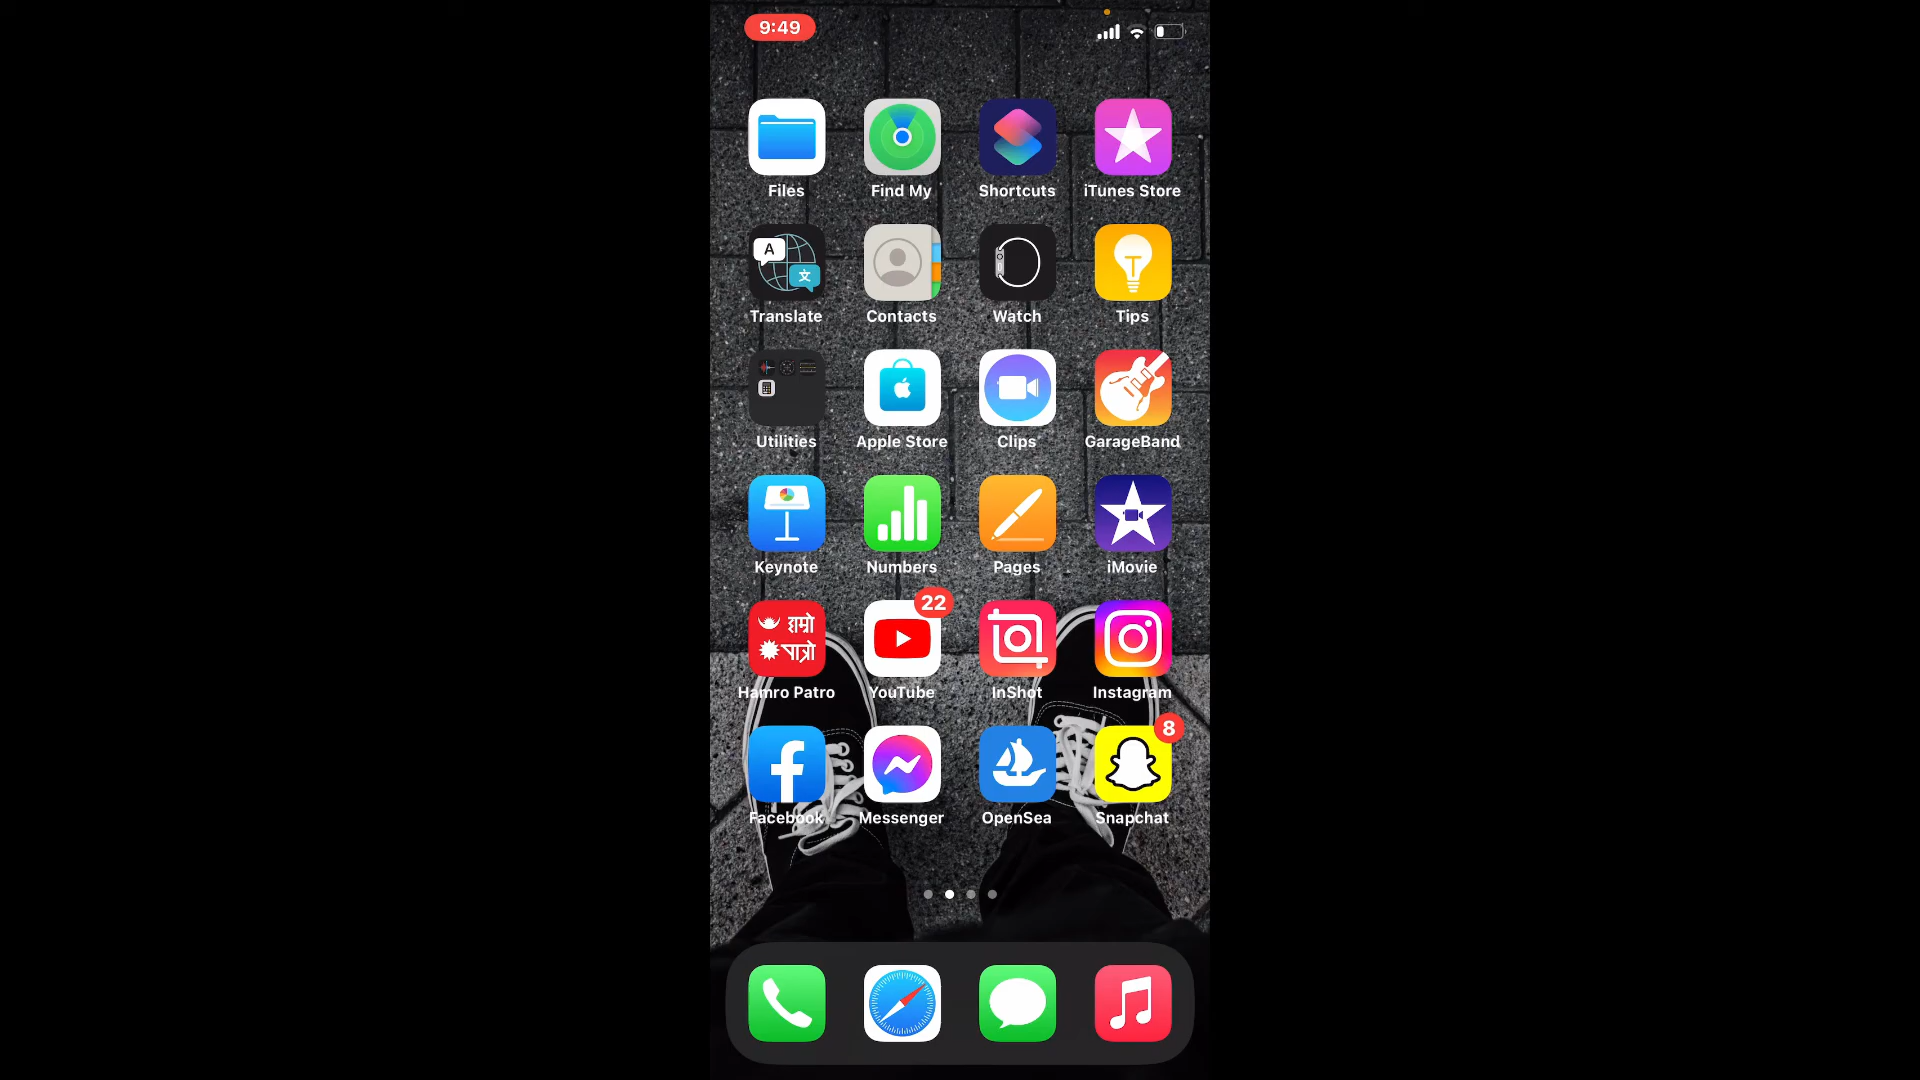 9:49
Files Find My Shortcuts iTunes Store
A 文
Translate Contacts Watch Tips
Utilities Apple Store Clips GarageBand
Keynote Numbers Pages iMovie
22
हाम्रो
पात्रो
Hamro Patro YouTube InShot Instagram
8
Facebook Messenger OpenSea Snapchat